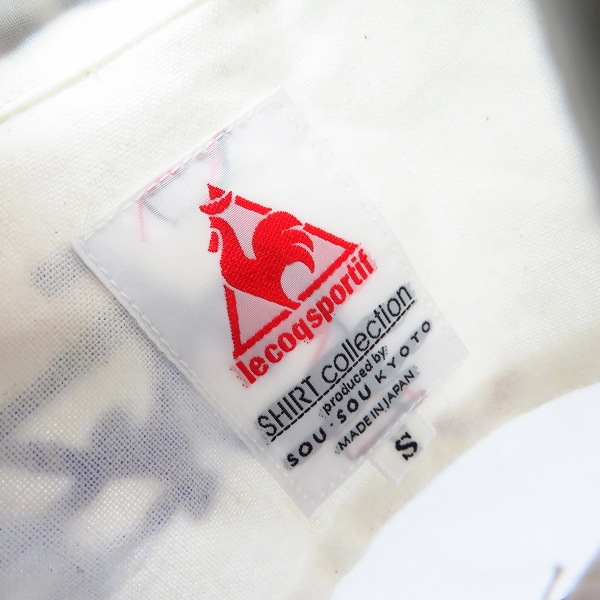 lecoqsportif
SHIRT collection
produced by
SOU·SOU KYOTO
MADE IN JAPAN
S